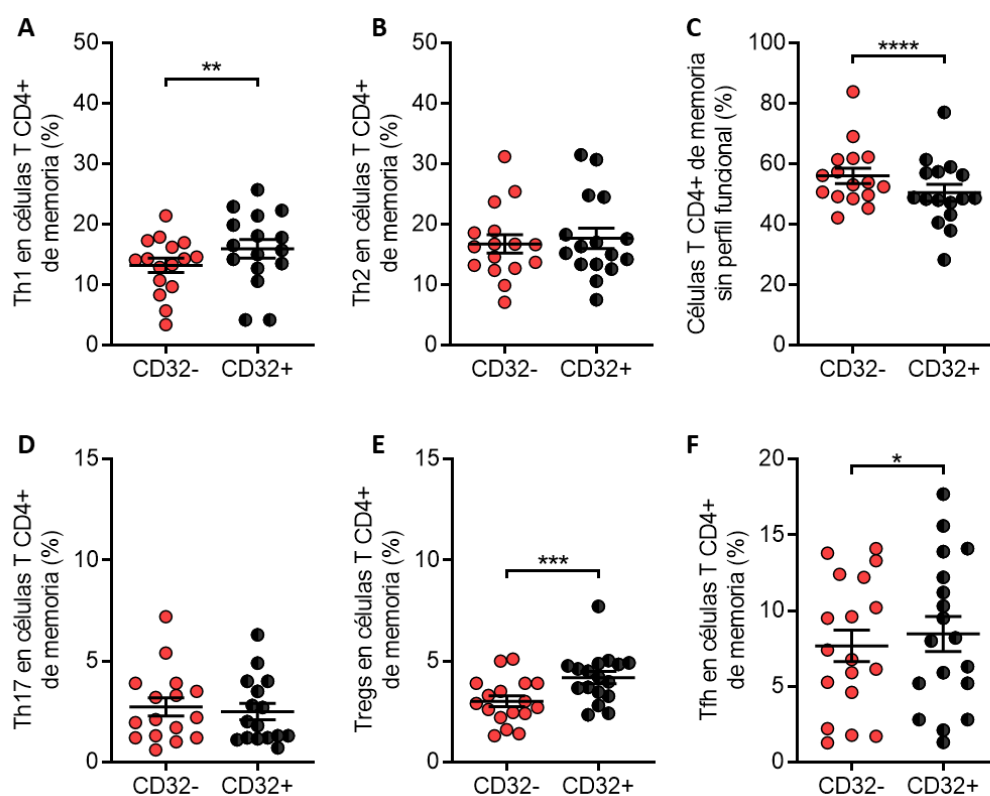 A
Th1 en células T CD4+
de memoria (%)
50
40
30
20
10
0
**
CD32-
CD32+
B
Th2 en células T CD4+
de memoria (%)
50
40
30
20
10
0
CD32-
CD32+
C
Células T CD4+ de memoria
sin perfil funcional (%)
100
80
60
40
20
0
****
CD32-
CD32+
D
Th17 en células T CD4+
de memoria (%)
15
10
5
0
CD32-
CD32+
E
Tregs en células T CD4+
de memoria (%)
15
10
5
0
***
CD32-
CD32+
F
Tfh en células T CD4+
de memoria (%)
20
15
10
5
0
*
CD32-
CD32+